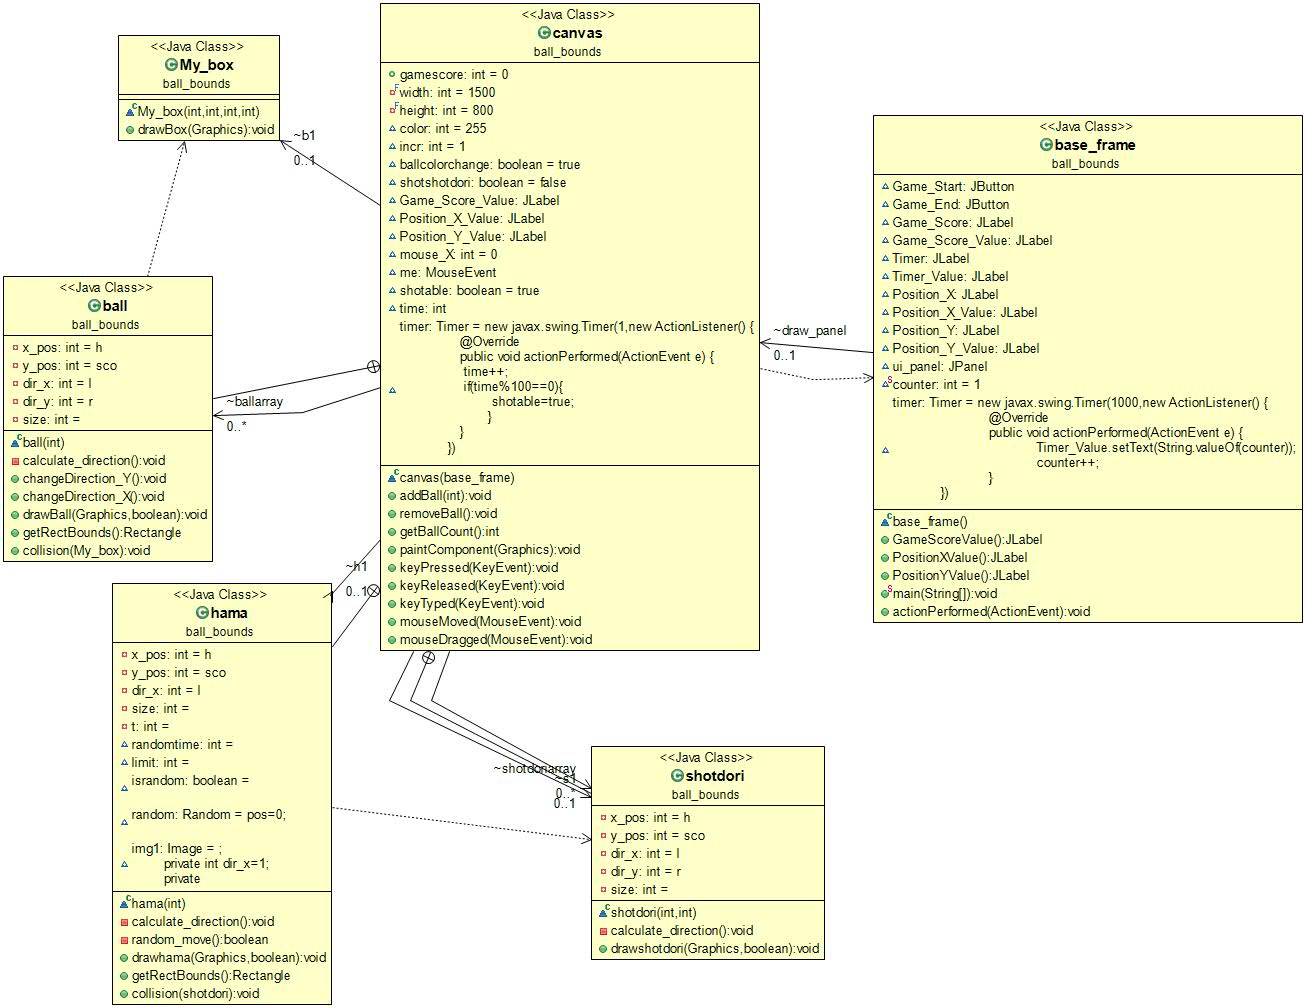 <<Java Class>>
My_box
ball_bounds
My_box(int,int,int,int)
drawBox(Graphics):void
<<Java Class>>
canvas
ball_bounds
gamescore: int = 0
width: int = 1500
height: int = 800
color: int = 255
incr: int = 1
ballcolorchange: boolean = true
shotshotdori: boolean = false
Game_Score_Value: JLabel
Position_X_Value: JLabel
Position_Y_Value: JLabel
mouse_X: int = 0
me: MouseEvent
shotable: boolean = true
time: int
timer: Timer = new javax.swing.Timer(1,new ActionListener() {
@Override
public void actionPerformed(ActionEvent e) {
time++;
if(time%100==0){
shotable=true;
}
}
})
canvas(base_frame)
addBall(int):void
removeBall():void
getBallCount():int
paintComponent(Graphics):void
keyPressed(KeyEvent):void
keyReleased(KeyEvent):void
keyTyped(KeyEvent):void
mouseMoved(MouseEvent):void
mouseDragged(MouseEvent):void
~b1
0..1
<<Java Class>>
base_frame
ball_bounds
Game_Start: JButton
Game_End: JButton
Game_Score: JLabel
Game_Score_Value: JLabel
Timer: JLabel
Timer_Value: JLabel
Position_X: JLabel
Position_X_Value: JLabel
Position_Y: JLabel
Position_Y_Value: JLabel
ui_panel: JPanel
counter: int = 1
timer: Timer = new javax.swing.Timer(1000,new ActionListener() {
@Override
public void actionPerformed(ActionEvent e) {
Timer_Value.setText(String.valueOf(counter));
counter++;
}
})
base_frame()
GameScoreValue():JLabel
PositionXValue():JLabel
PositionYValue():JLabel
main(String[]):void
actionPerformed(ActionEvent):void
~draw_panel
0..1
<<Java Class>>
ball
ball_bounds
x_pos: int = h
y_pos: int = sco
dir_x: int = l
dir_y: int = r
size: int =
ball(int)
calculate_direction():void
changeDirection_Y():void
changeDirection_X():void
drawBall(Graphics,boolean):void
getRectBounds():Rectangle
collision(My_box):void
~ballarray
0..*
~h1
0..1
<<Java Class>>
hama
ball_bounds
x_pos: int = h
y_pos: int = sco
dir_x: int = l
size: int =
t: int =
randomtime: int =
limit: int =
israndom: boolean =
random: Random = pos=0;
img1: Image = ;
private int dir_x=1;
private
hama(int)
calculate_direction():void
random_move():boolean
drawhama(Graphics,boolean):void
getRectBounds():Rectangle
collision(shotdori):void
~shotdoriarray
~s1
0..*
0..1
<<Java Class>>
shotdori
ball_bounds
x_pos: int = h
y_pos: int = sco
dir_x: int = l
dir_y: int = r
size: int =
shotdori(int,int)
calculate_direction():void
drawshotdori(Graphics,boolean):void